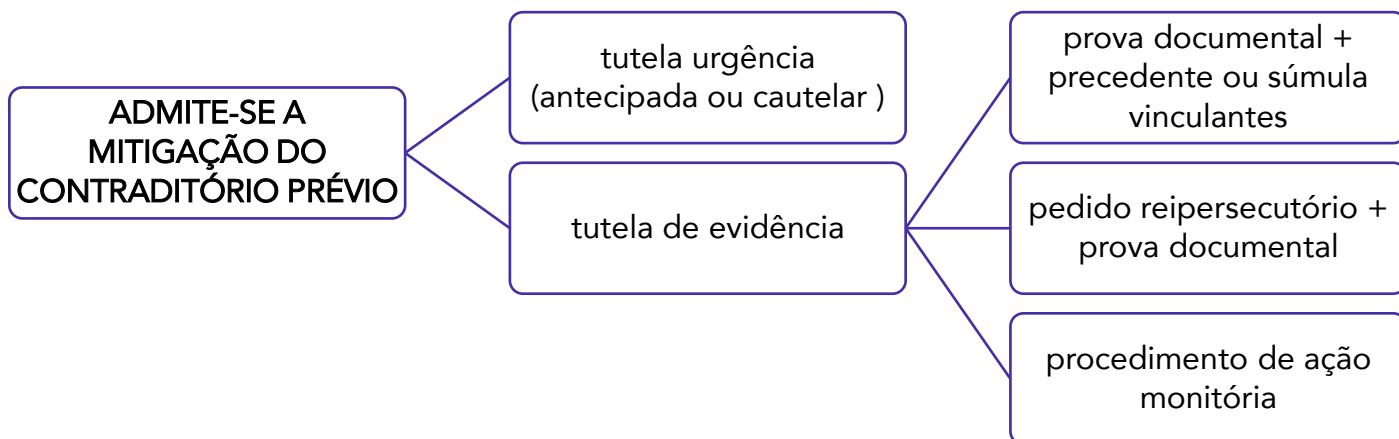 ADMITE-SE A
MITIGAÇÃO DO
CONTRADITÓRIO PRÉVIO
tutela urgência
(antecipada ou cautelar )
tutela de evidência
prova documental +
precedente ou súmula
vinculantes
pedido reipersecutório +
prova documental
procedimento de ação
monitória